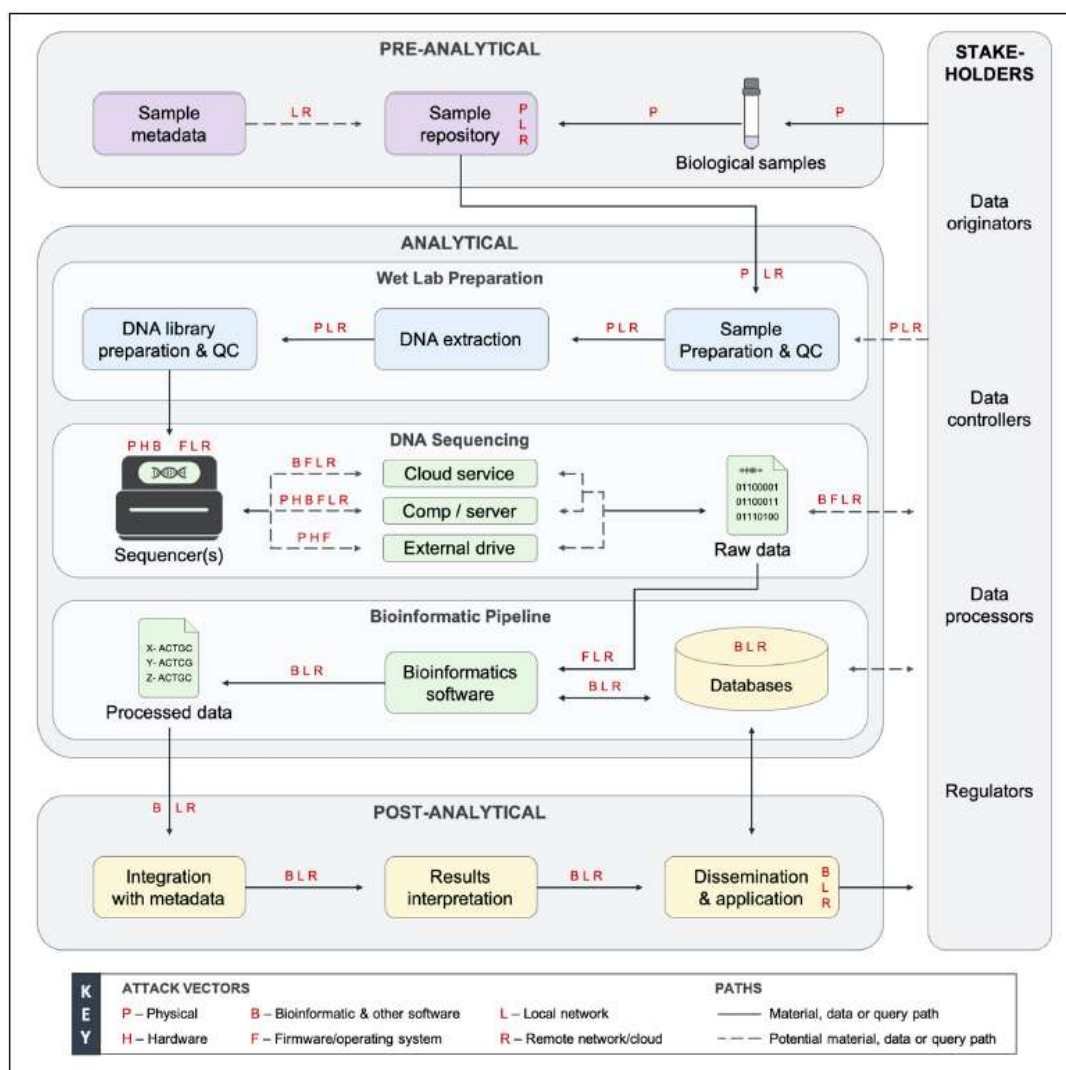 PRE-ANALYTICAL
Sample
metadata
L R
Sample
repository
P
L
R
P
Biological samples
P
STAKE-
HOLDERS
Data
originators
Data
controllers
Data
processors
Regulators
ANALYTICAL
Wet Lab Preparation
P L R
DNA library
preparation & QC
P L R
DNA extraction
P L R
Sample
Preparation & QC
P L R
DNA Sequencing
P H B F L R
Sequencer(s)
B F L R
P H B F L R
P H F
Cloud service
Comp / server
External drive
01100001
01100011
01110100
Raw data
B F L R
Bioinformatic Pipeline
X- ACTGC
Y- ACTCG
Z- ACTGC
Processed data
B L R
Bioinformatics
software
F L R
B L R
B L R
Databases
B L R
POST-ANALYTICAL
Integration
with metadata
B L R
Results
interpretation
B L R
Dissemination
& application
B
L
R
KEY
ATTACK VECTORS
P – Physical
B – Bioinformatic & other software
L – Local network
H – Hardware
F – Firmware/operating system
R – Remote network/cloud
PATHS
Material, data or query path
Potential material, data or query path